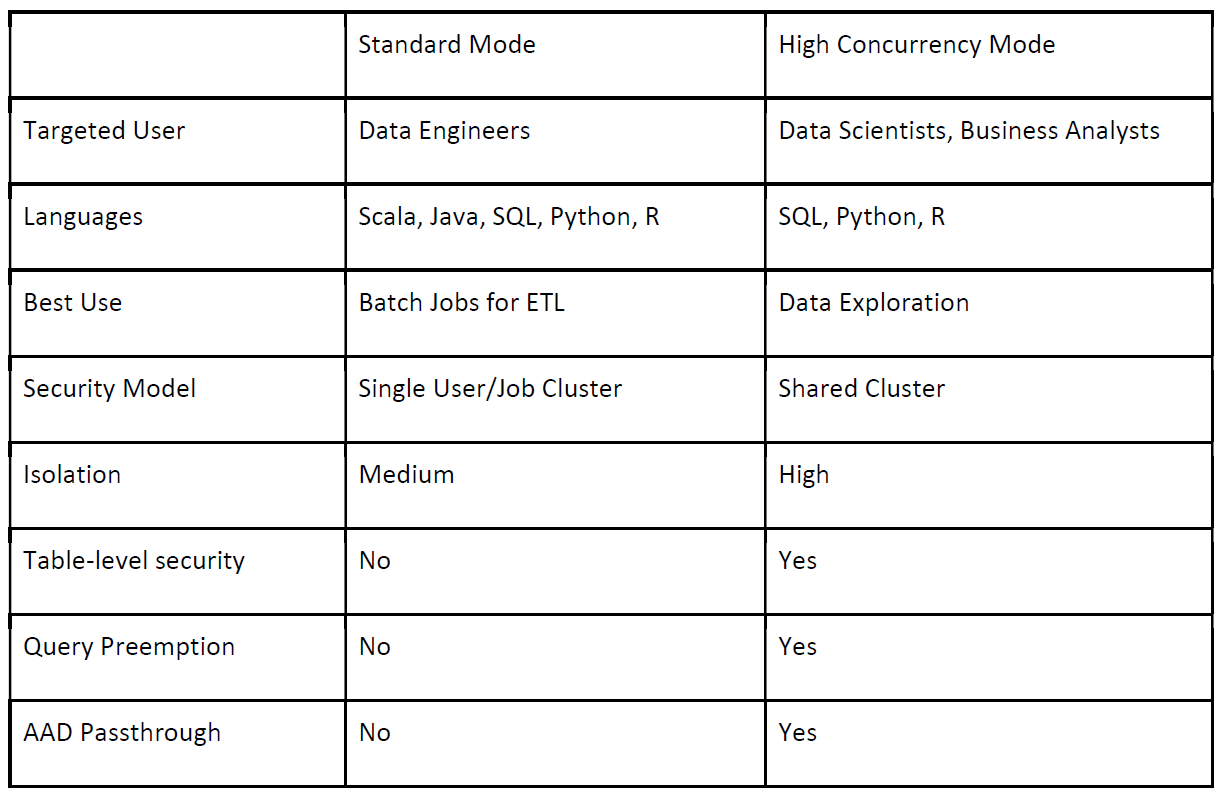 Standard Mode High Concurrency Mode
Targeted User Data Engineers Data Scientists, Business Analysts
Languages Scala, Java, SQL, Python, R SQL, Python, R
Best Use Batch Jobs for ETL Data Exploration
Security Model Single User/Job Cluster Shared Cluster
Isolation Medium High
Table-level security No Yes
Query Preemption No Yes
AAD Passthrough No Yes